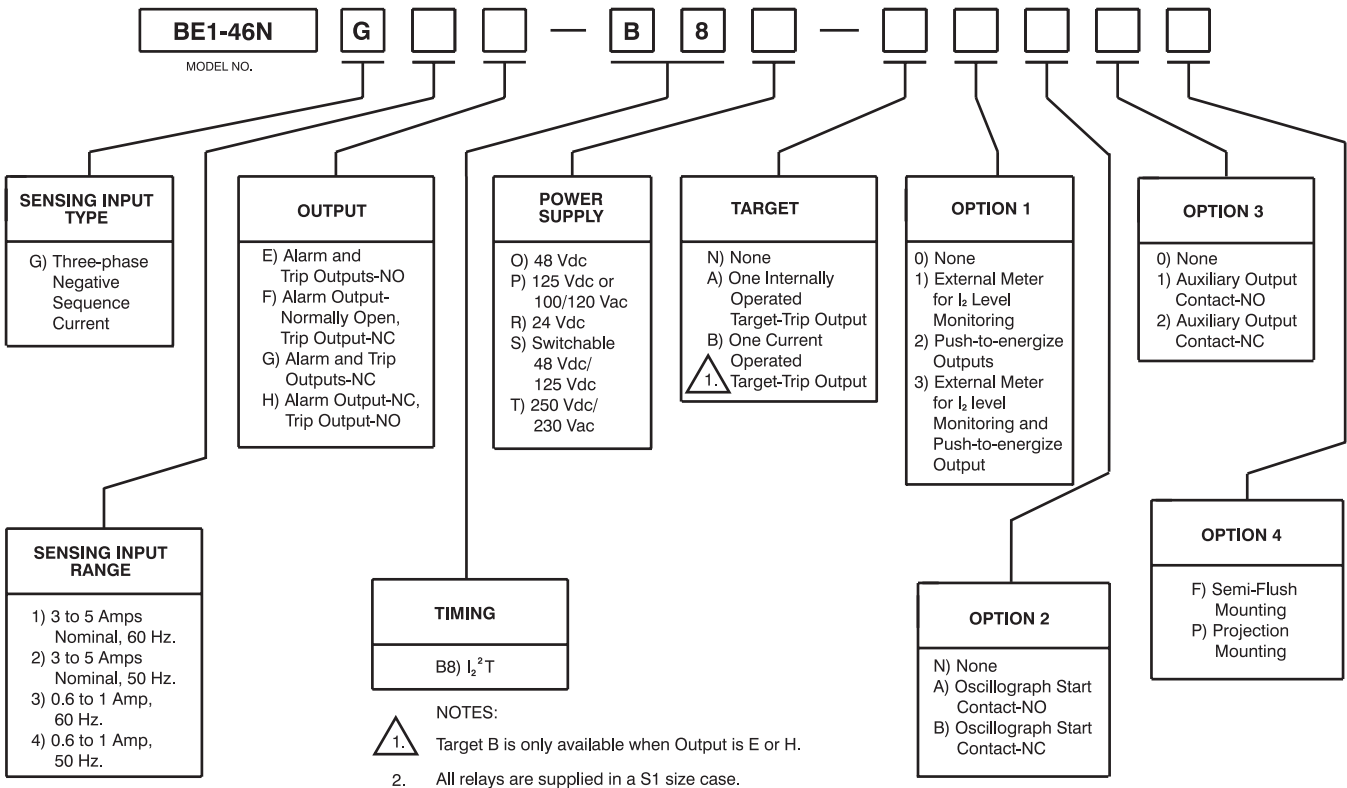 BE1-46N G — B 8 —
MODEL NO.
SENSING INPUT
TYPE
G) Three-phase
Negative
Sequence
Current
OUTPUT
E) Alarm and
Trip Outputs-NO
F) Alarm Output-
Normally Open,
Trip Output-NC
G) Alarm and Trip
Outputs-NC
H) Alarm Output-NC,
Trip Output-NO
POWER
SUPPLY
O) 48 Vdc
P) 125 Vdc or
100/120 Vac
R) 24 Vdc
S) Switchable
48 Vdc/
125 Vdc
T) 250 Vdc/
230 Vac
TARGET
N) None
A) One Internally
Operated
Target-Trip Output
B) One Current
Operated
1. Target-Trip Output
OPTION 1
0) None
1) External Meter
for I₂ Level
Monitoring
2) Push-to-energize
Outputs
3) External Meter
for I₂ level
Monitoring and
Push-to-energize
Output
OPTION 3
0) None
1) Auxiliary Output
Contact-NO
2) Auxiliary Output
Contact-NC
SENSING INPUT
RANGE
1) 3 to 5 Amps
Nominal, 60 Hz.
2) 3 to 5 Amps
Nominal, 50 Hz.
3) 0.6 to 1 Amp,
60 Hz.
4) 0.6 to 1 Amp,
50 Hz.
TIMING
B8) I₂²T
OPTION 2
N) None
A) Oscillograph Start
Contact-NO
B) Oscillograph Start
Contact-NC
OPTION 4
F) Semi-Flush
Mounting
P) Projection
Mounting
NOTES:
1. Target B is only available when Output is E or H.
2. All relays are supplied in a S1 size case.